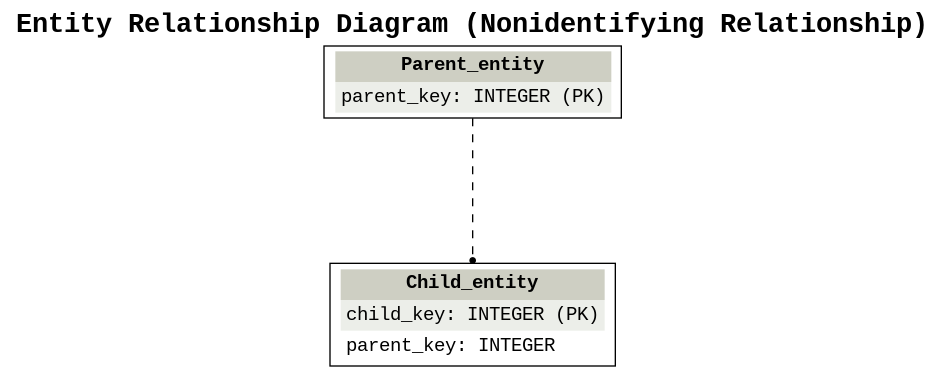 Entity Relationship Diagram (Nonidentifying Relationship)
Parent_entity
parent_key: INTEGER (PK)
Child_entity
child_key: INTEGER (PK)
parent_key: INTEGER